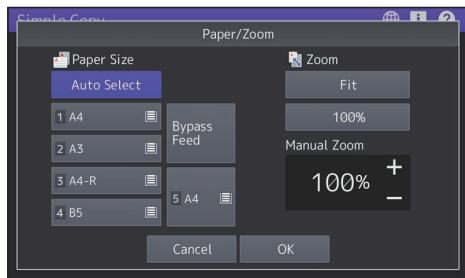 Simple Copy
Paper/Zoom
Paper Size
Auto Select
1 A4
2 A3
3 A4-R
4 B5
Bypass
Feed
5 A4
Zoom
Fit
100%
Manual Zoom
100%
+
−
Cancel
OK